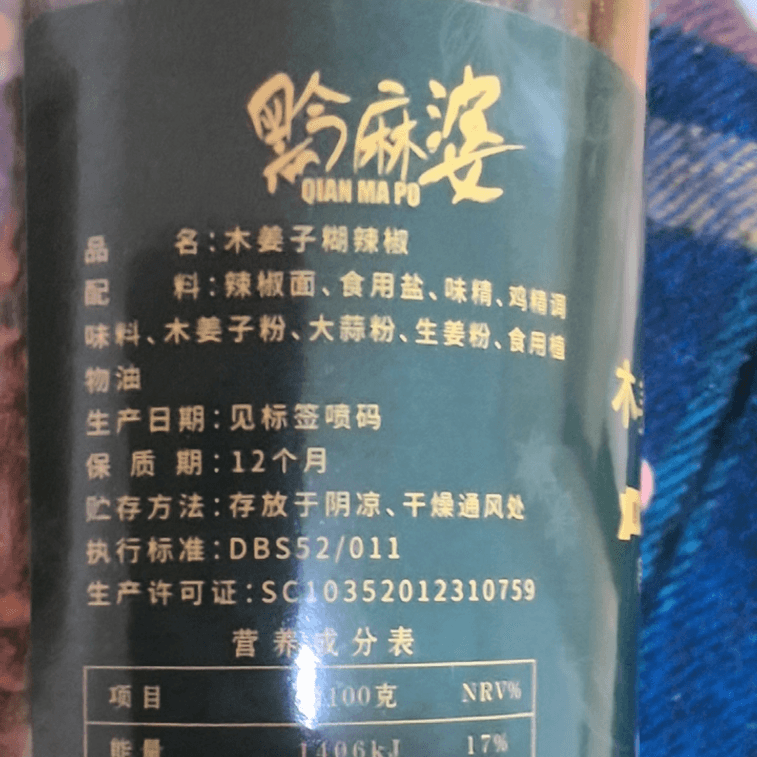 黔麻婆
QIAN MA PO
品 名：木姜子糊辣椒
配 料：辣椒面、食用盐、味精、鸡精调
味料、木姜子粉、大蒜粉、生姜粉、食用植
物油
生产日期：见标签喷码
保 质 期：12个月
贮存方法：存放于阴凉、干燥通风处
执行标准：DBS52/011
生产许可证：SC10352012310759
营养成分表
项目 100克 NRV%
能量 1406kJ 17%
木